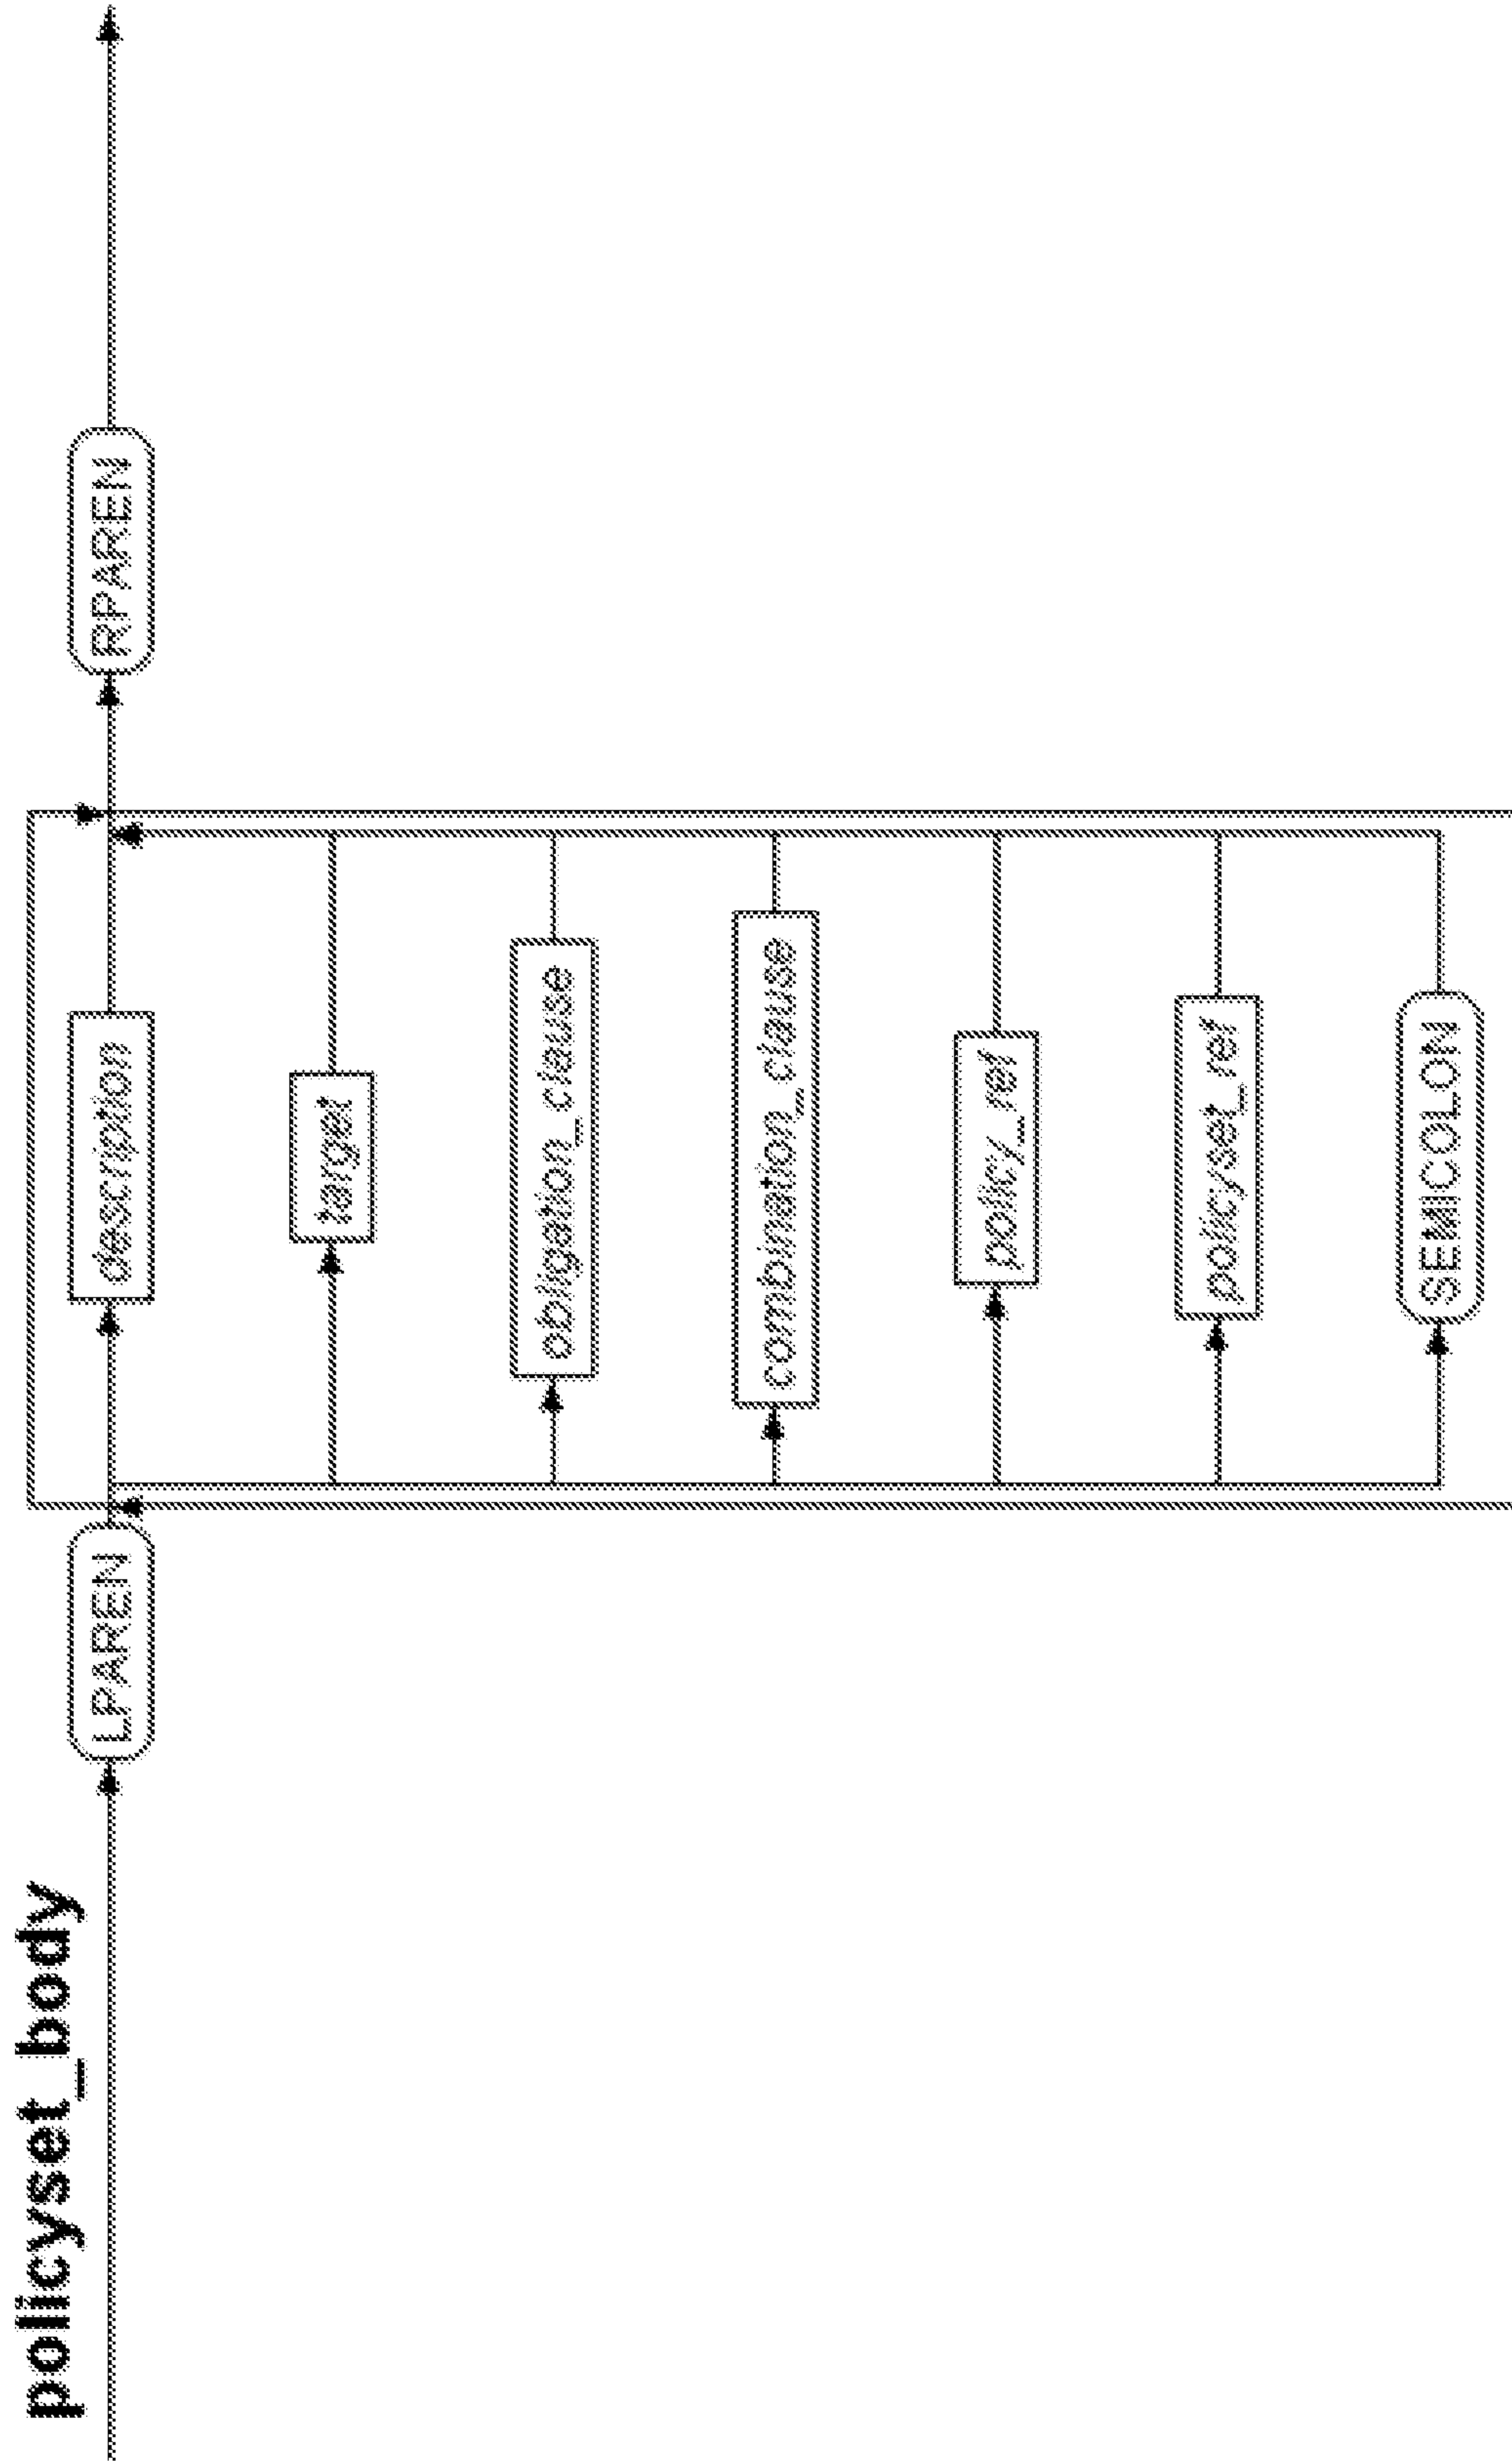 policyset_body
LPAREN
description
target
obligation_clause
combination_clause
policy_ref
policyset_ref
SEMICOLON
RPAREN